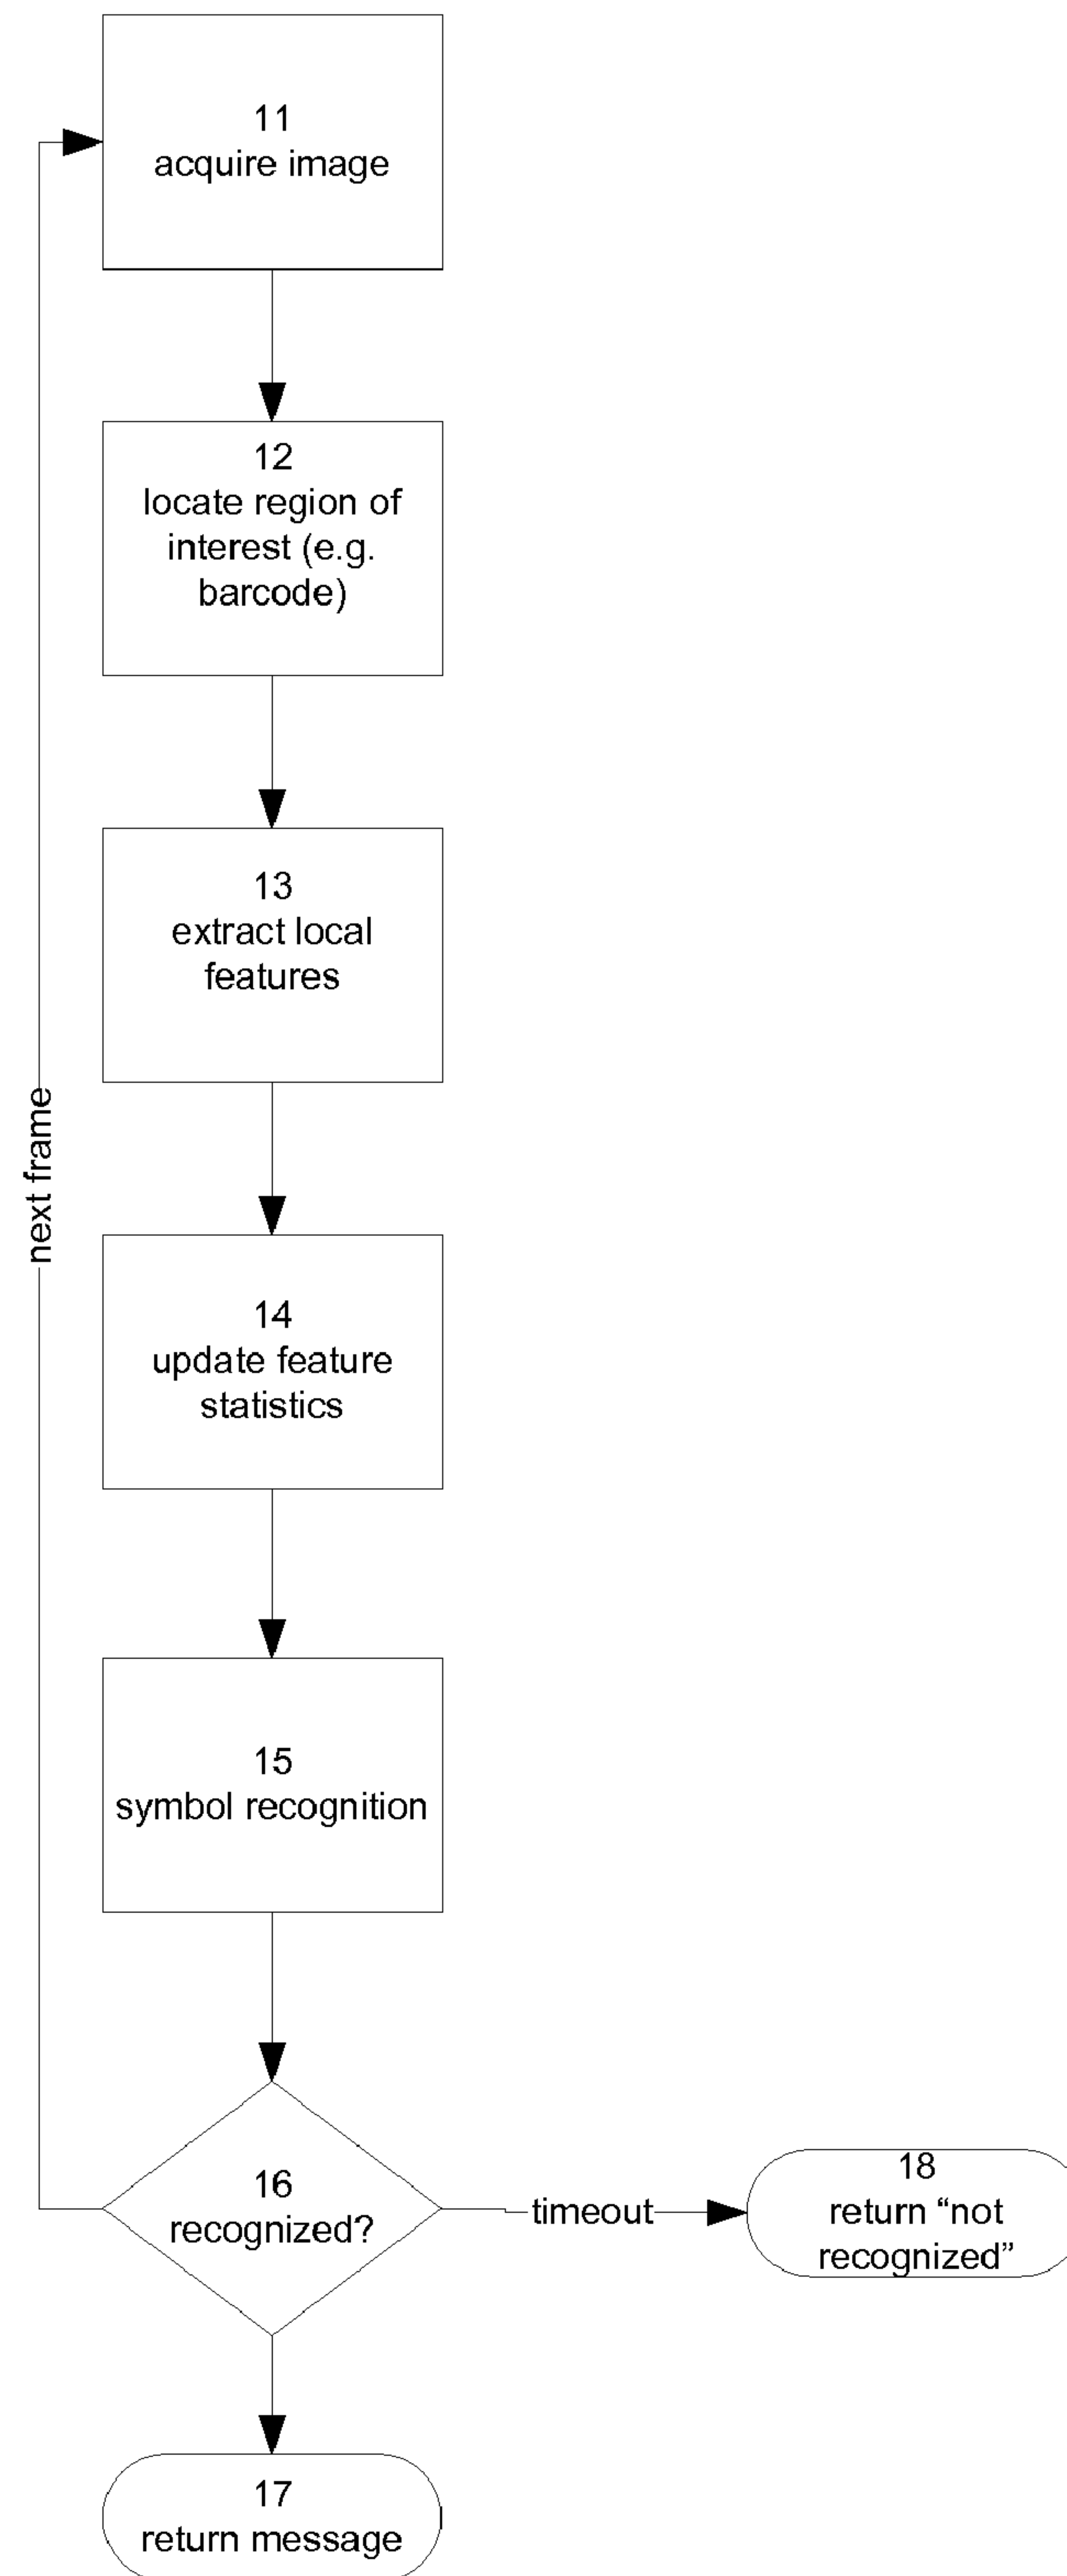 11
acquire image
12
locate region of
interest (e.g.
barcode)
13
extract local
features
next frame
14
update feature
statistics
15
symbol recognition
16
recognized?
timeout
18
return “not
recognized”
17
return message